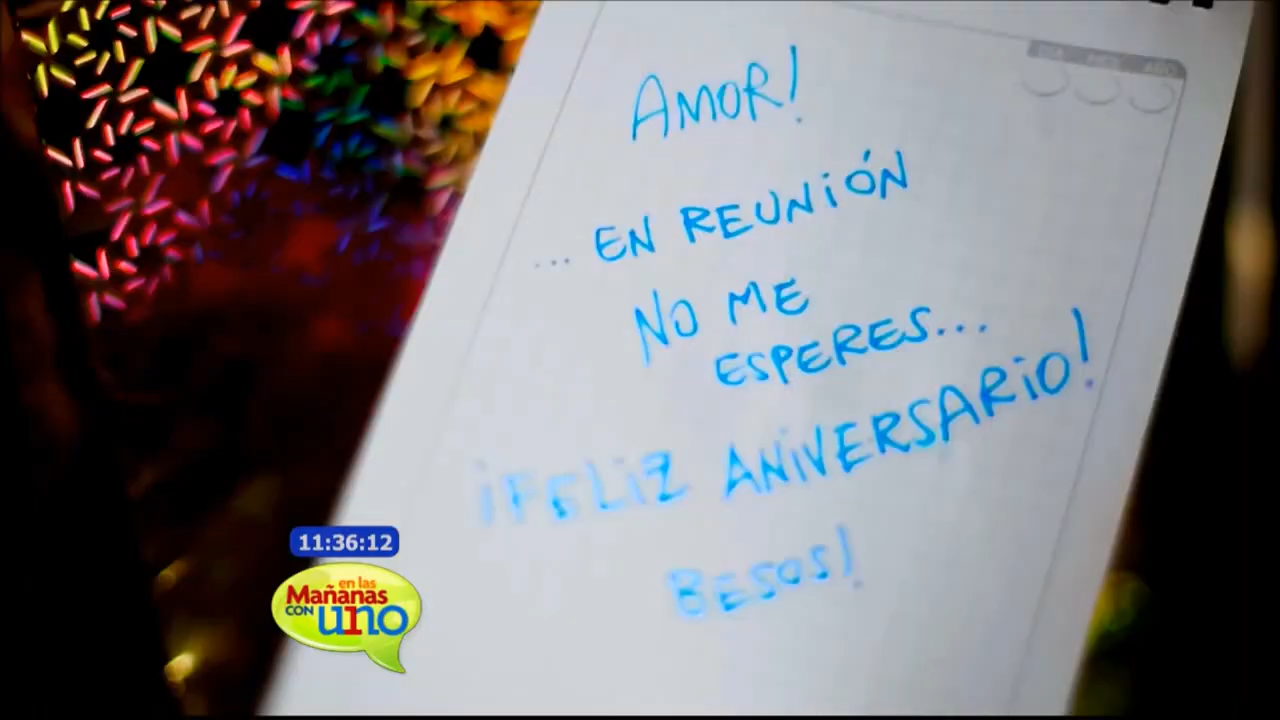 AMOR!
... EN REUNIÓN
NO ME
ESPERES...
¡FELIZ ANIVERSARIO!
BESOS!
11:36:12
en las
Mañanas
CON uno